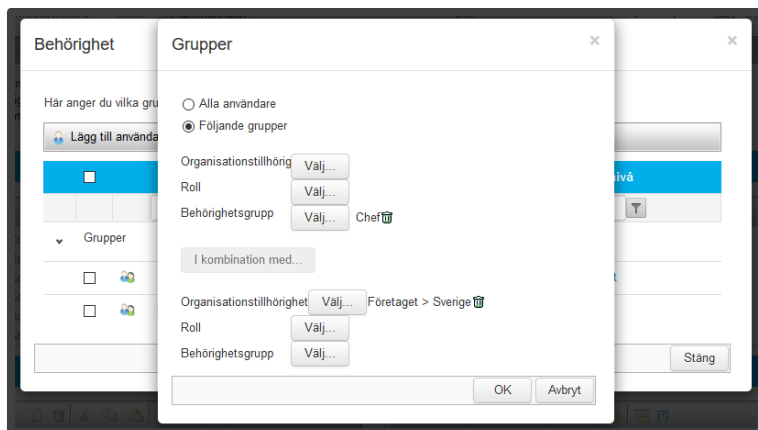 Behörighet
Grupper
×
×
Här anger du vilka gru
Alla användare
Följande grupper
Lägg till använda
Organisationstillhörig Välj...
Roll Välj...
Behörighetsgrupp Välj... Chef
ivå
Grupper
I kombination med...
Organisationstillhörighet Välj... Företaget > Sverige
Roll Välj...
Behörighetsgrupp Välj...
Stäng
OK Avbryt
[?]